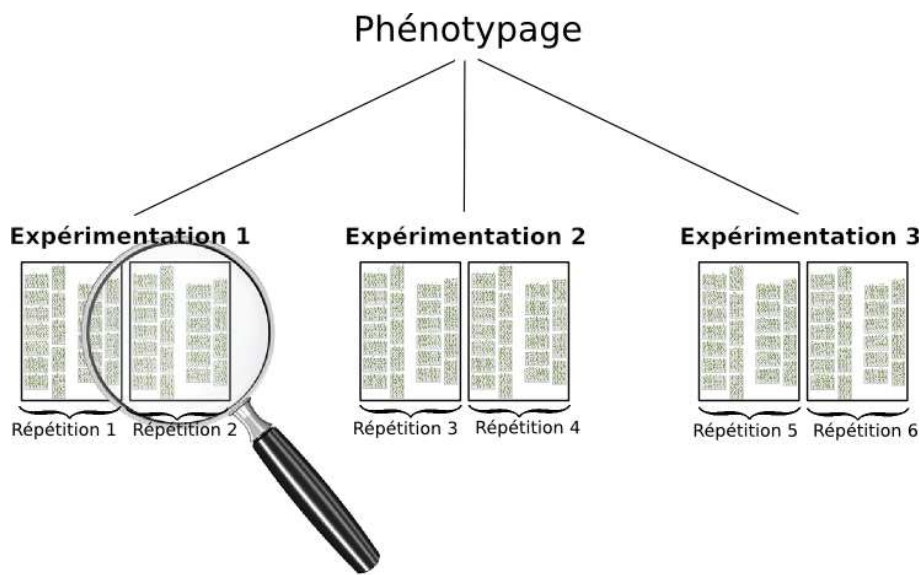 Phénotypage
Expérimentation 1
Expérimentation 2
Expérimentation 3
Répétition 1
Répétition 2
Répétition 3
Répétition 4
Répétition 5
Répétition 6